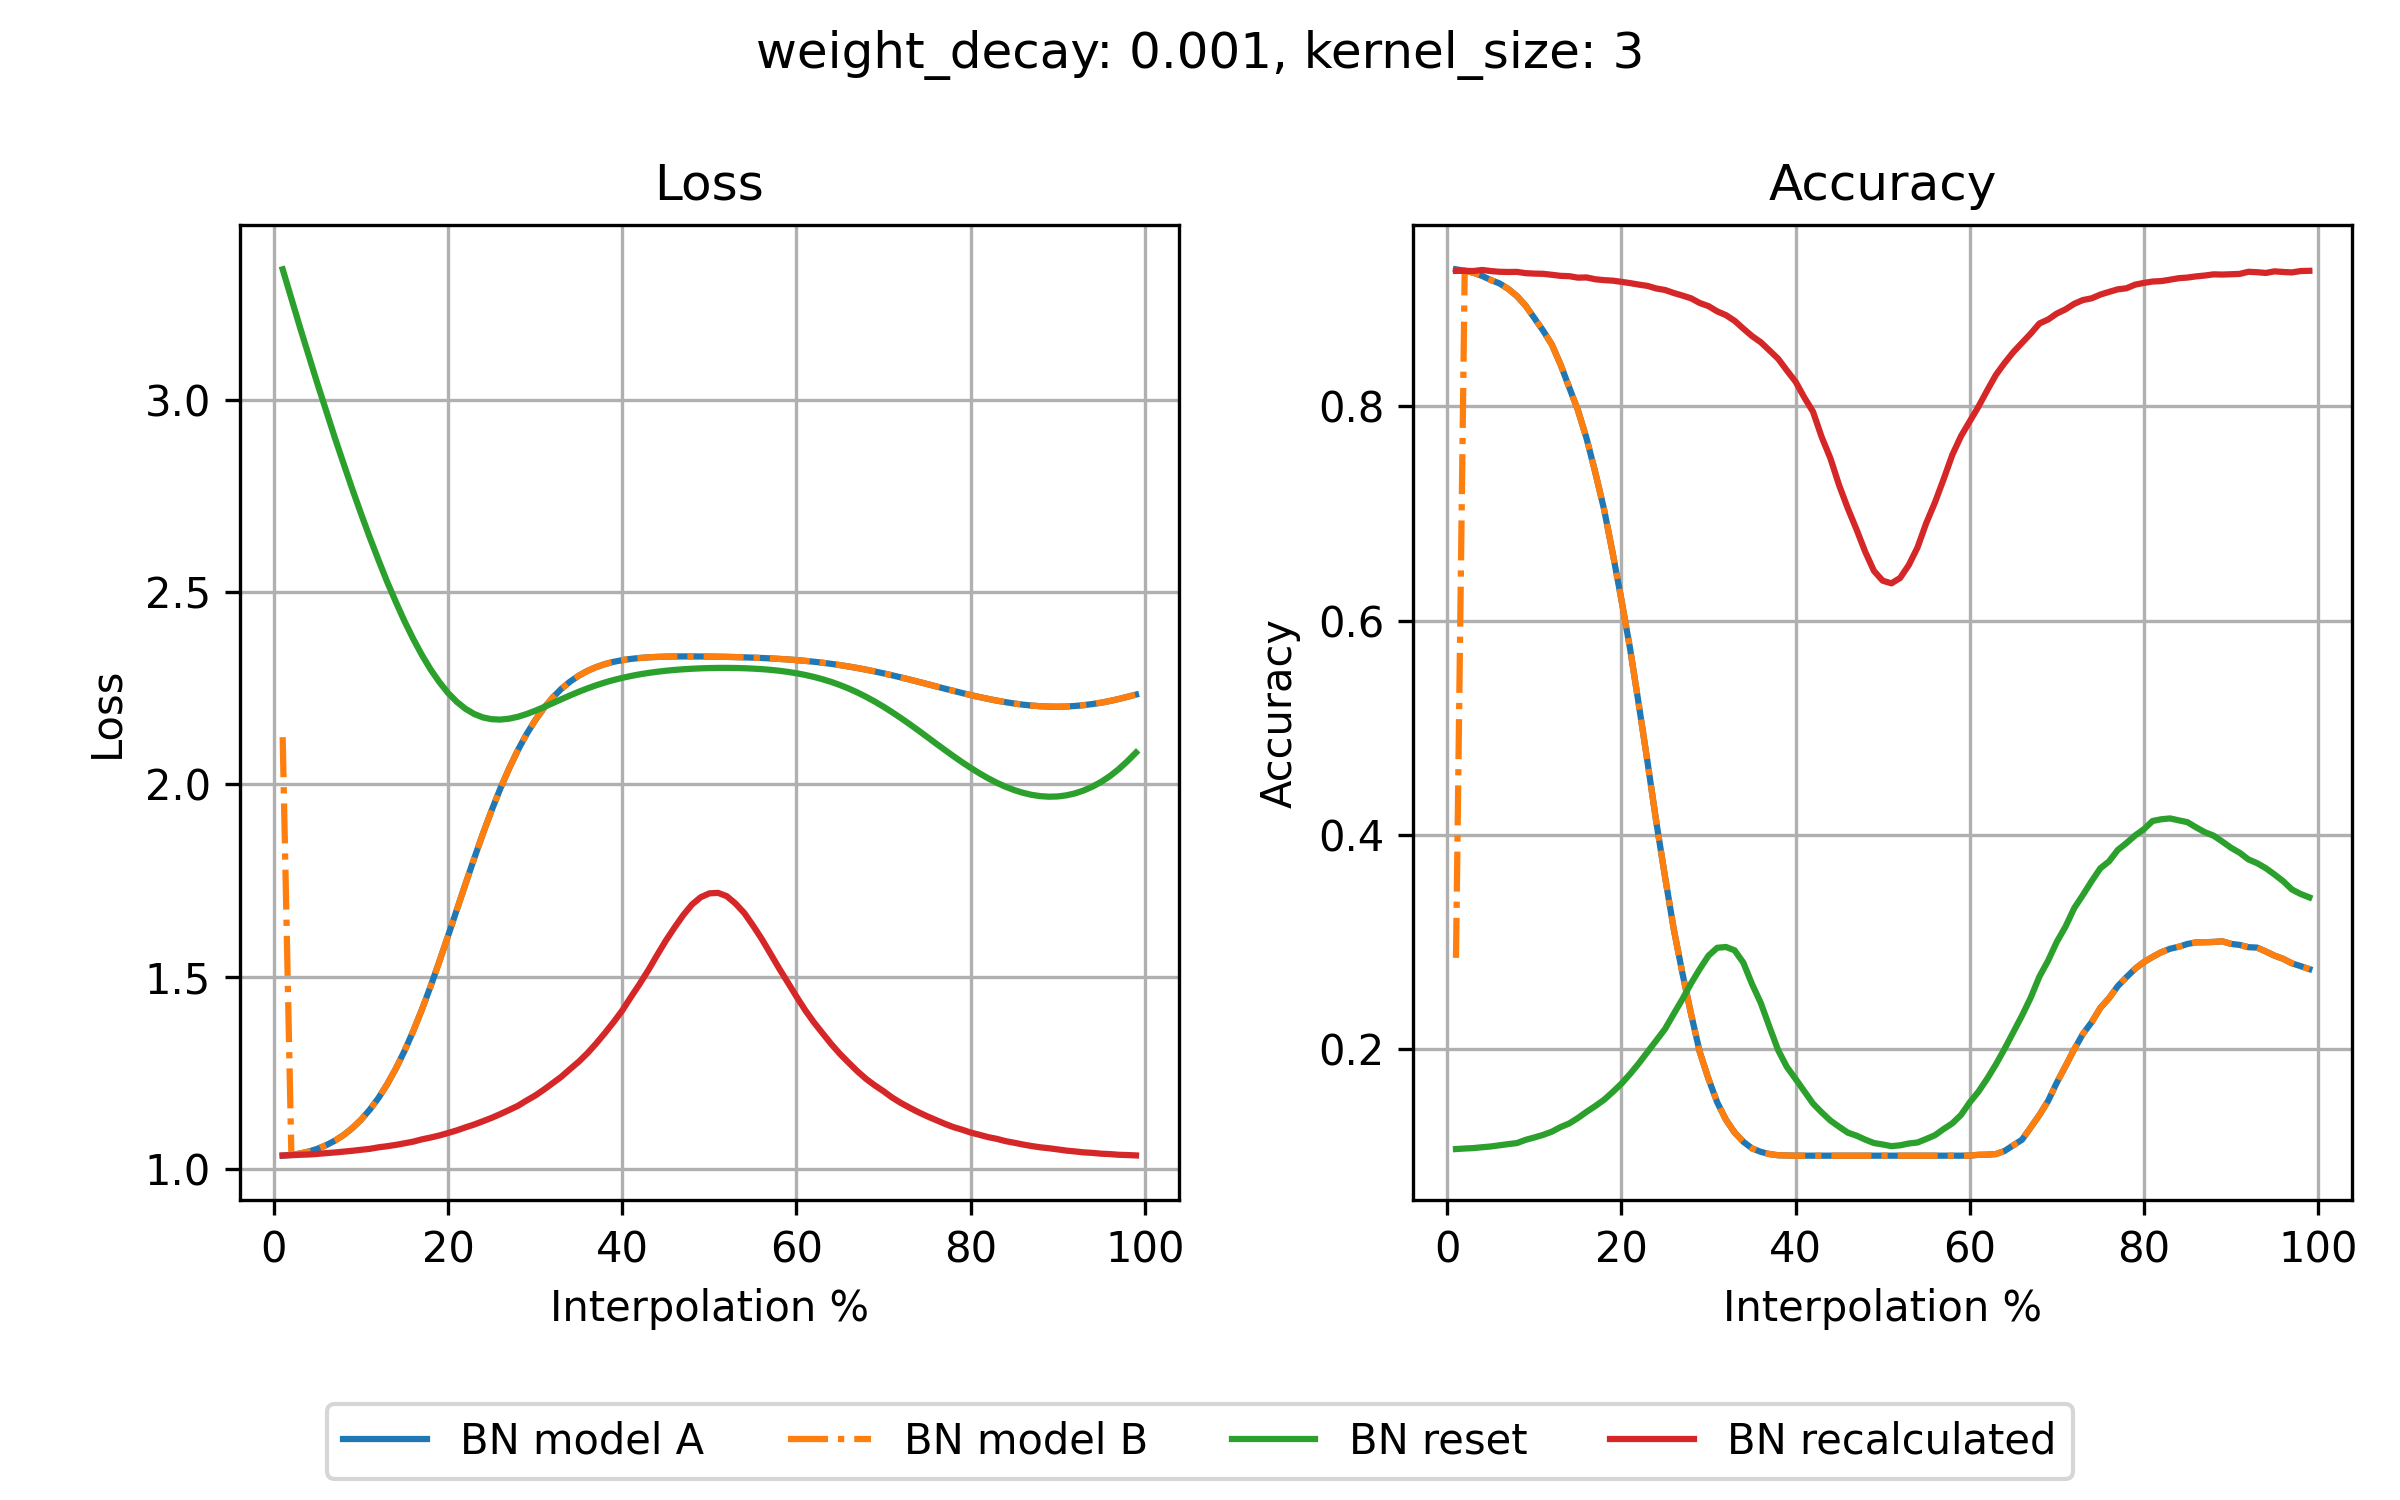 weight_decay: 0.001, kernel_size: 3
Loss
Loss
3.0
2.5
2.0
1.5
1.0
0 20 40 60 80 100
Interpolation %
Accuracy
Accuracy
0.8
0.6
0.4
0.2
0 20 40 60 80 100
Interpolation %
BN model A BN model B BN reset BN recalculated